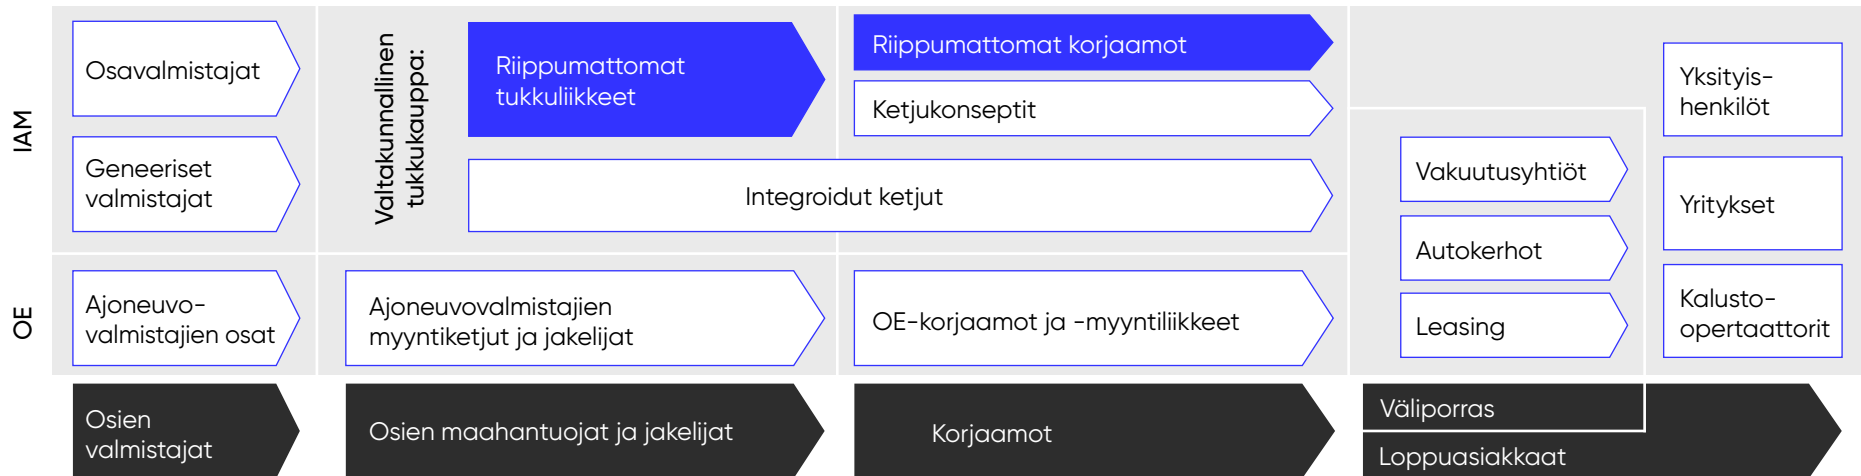 IAM
Osavalmistajat
Geneeriset
valmistajat
Valtakunnallinen
tukkukauppa:
Riippumattomat
tukkuliikkeet
Riippumattomat korjaamot
Ketjukonseptit
Integroidut ketjut
Vakuutusyhtiöt
Autokerhot
Leasing
Yksityis-
henkilöt
Yritykset
Kalusto-
opertaattorit
OE
Ajoneuvo-
valmistajien osat
Ajoneuvovalmistajien
myyntiketjut ja jakelijat
OE-korjaamot ja -myyntiliikkeet
Osien
valmistajat
Osien maahantuojat ja jakelijat
Korjaamot
Väliporras
Loppuasiakkaat